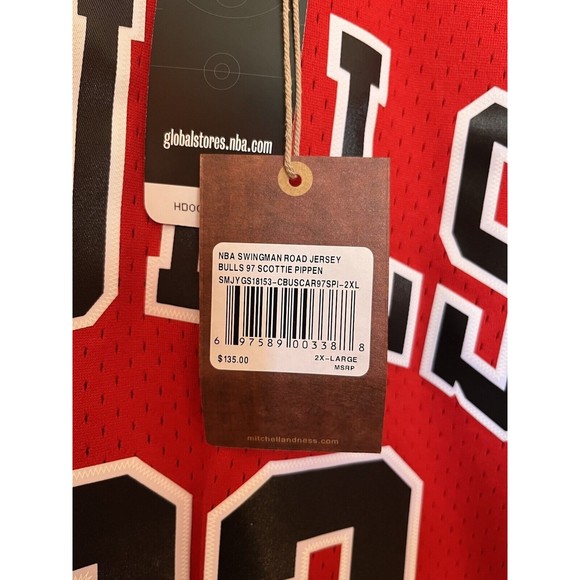 globalstores.nba.com
HD00
NBA SWINGMAN ROAD JERSEY
BULLS 97 SCOTTIE PIPPEN
SMJYGS18153-CBUSCAR97SPI-2XL
6 97589 00338 8
$135.00 2X-LARGE
MSRP
mitchellandness.com